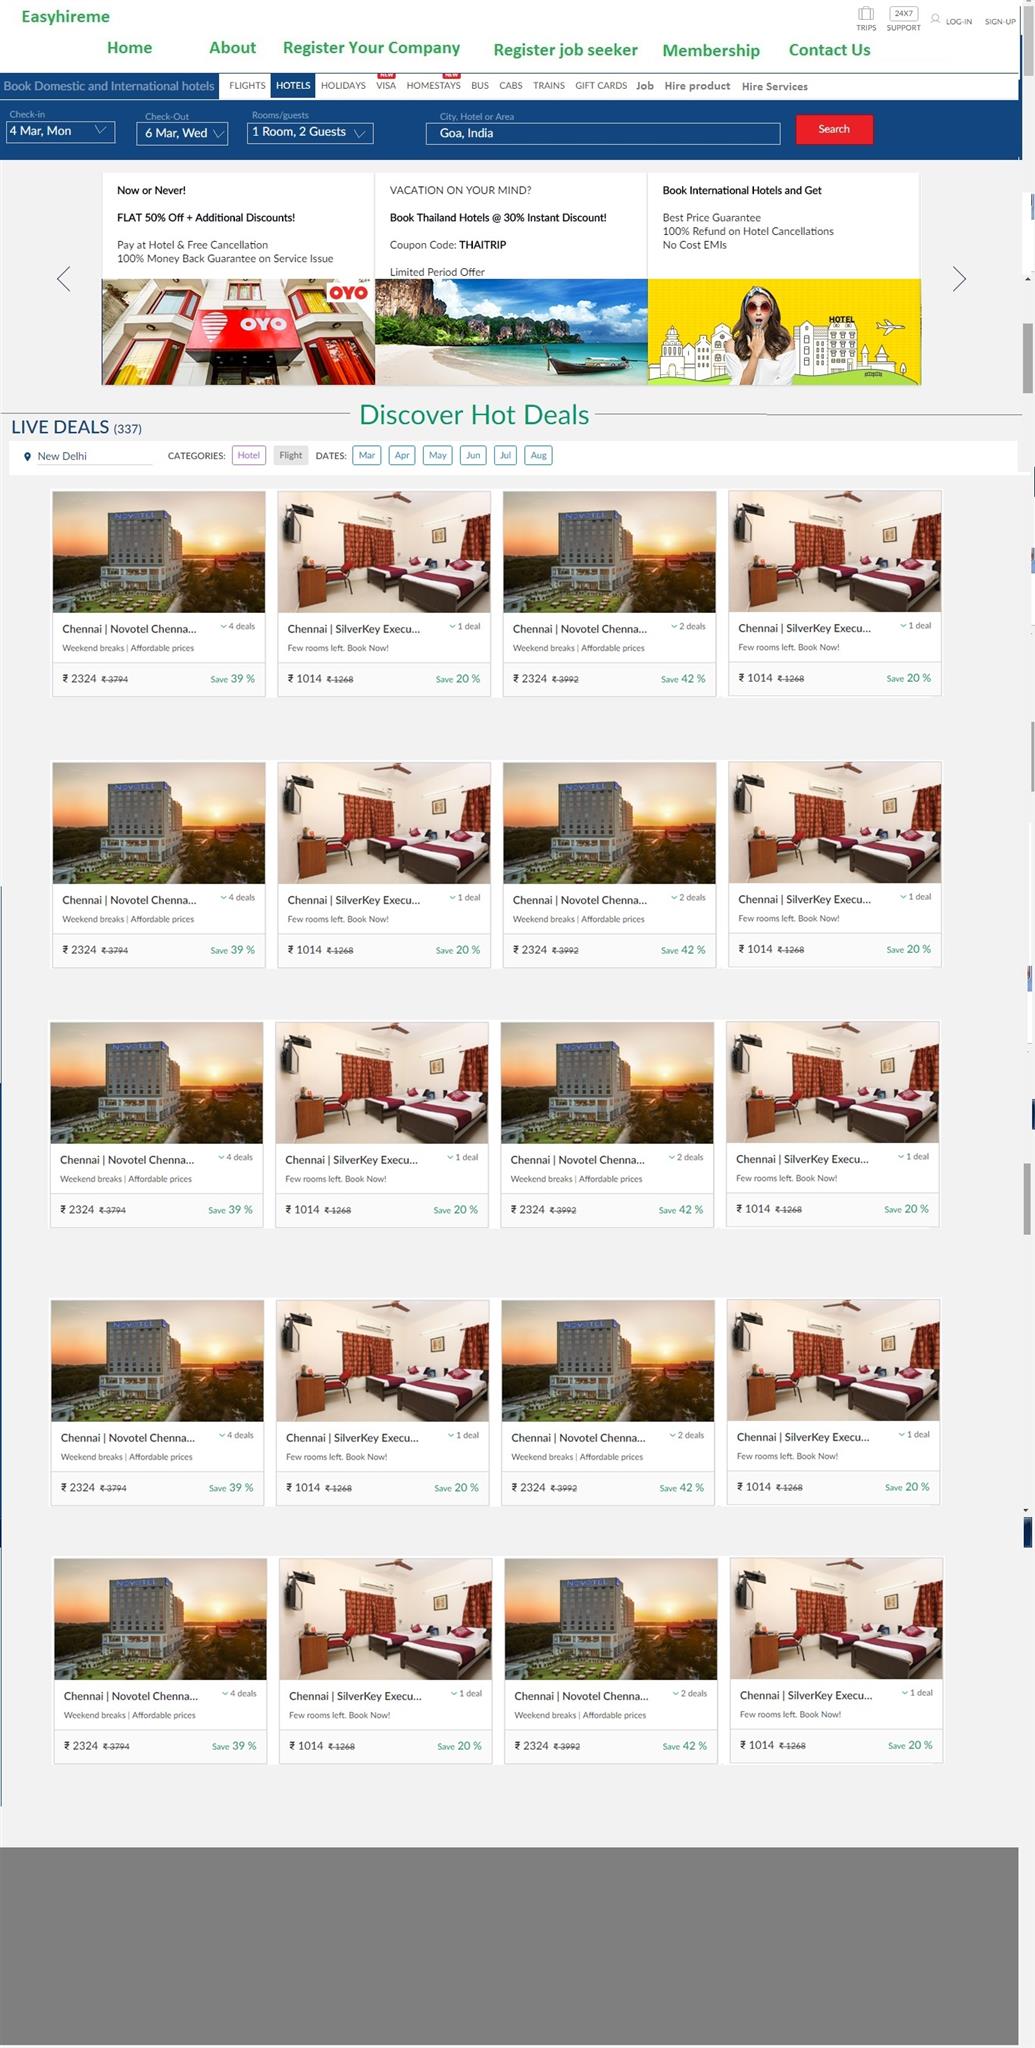 Easyhireme
24X7
TRIPS SUPPORT LOG-IN SIGN-UP
Home About Register Your Company Register job seeker Membership Contact Us
Book Domestic and International hotels
NEW NEW
FLIGHTS HOTELS HOLIDAYS VISA HOMESTAYS BUS CABS TRAINS GIFT CARDS Job Hire product Hire Services
Check-in Check-Out Rooms/guests City, Hotel or Area
4 Mar, Mon 6 Mar, Wed 1 Room, 2 Guests Goa, India Search
Now or Never!
FLAT 50% Off + Additional Discounts!
Pay at Hotel & Free Cancellation
100% Money Back Guarantee on Service Issue
OYO
OYO
VACATION ON YOUR MIND?
Book Thailand Hotels @ 30% Instant Discount!
Coupon Code: THAITRIP
Limited Period Offer
Book International Hotels and Get
Best Price Guarantee
100% Refund on Hotel Cancellations
No Cost EMIs
HOTEL
Discover Hot Deals
LIVE DEALS (337)
New Delhi CATEGORIES: Hotel Flight DATES: Mar Apr May Jun Jul Aug
NOVOTEL NOVOTEL
Chennai | Novotel Chenna... 4 deals Chennai | SilverKey Execu... 1 deal Chennai | Novotel Chenna... 2 deals Chennai | SilverKey Execu... 1 deal
Weekend breaks | Affordable prices Few rooms left. Book Now! Weekend breaks | Affordable prices Few rooms left. Book Now!
₹ 2324 ₹ 3794 Save 39 % ₹ 1014 ₹ 1268 Save 20 % ₹ 2324 ₹ 3992 Save 42 % ₹ 1014 ₹ 1268 Save 20 %
NOVOTEL NOVOTEL
Chennai | Novotel Chenna... 4 deals Chennai | SilverKey Execu... 1 deal Chennai | Novotel Chenna... 2 deals Chennai | SilverKey Execu... 1 deal
Weekend breaks | Affordable prices Few rooms left. Book Now! Weekend breaks | Affordable prices Few rooms left. Book Now!
₹ 2324 ₹ 3794 Save 39 % ₹ 1014 ₹ 1268 Save 20 % ₹ 2324 ₹ 3992 Save 42 % ₹ 1014 ₹ 1268 Save 20 %
NOVOTEL NOVOTEL
Chennai | Novotel Chenna... 4 deals Chennai | SilverKey Execu... 1 deal Chennai | Novotel Chenna... 2 deals Chennai | SilverKey Execu... 1 deal
Weekend breaks | Affordable prices Few rooms left. Book Now! Weekend breaks | Affordable prices Few rooms left. Book Now!
₹ 2324 ₹ 3794 Save 39 % ₹ 1014 ₹ 1268 Save 20 % ₹ 2324 ₹ 3992 Save 42 % ₹ 1014 ₹ 1268 Save 20 %
NOVOTEL NOVOTEL
Chennai | Novotel Chenna... 4 deals Chennai | SilverKey Execu... 1 deal Chennai | Novotel Chenna... 2 deals Chennai | SilverKey Execu... 1 deal
Weekend breaks | Affordable prices Few rooms left. Book Now! Weekend breaks | Affordable prices Few rooms left. Book Now!
₹ 2324 ₹ 3794 Save 39 % ₹ 1014 ₹ 1268 Save 20 % ₹ 2324 ₹ 3992 Save 42 % ₹ 1014 ₹ 1268 Save 20 %
NOVOTEL NOVOTEL
Chennai | Novotel Chenna... 4 deals Chennai | SilverKey Execu... 1 deal Chennai | Novotel Chenna... 2 deals Chennai | SilverKey Execu... 1 deal
Weekend breaks | Affordable prices Few rooms left. Book Now! Weekend breaks | Affordable prices Few rooms left. Book Now!
₹ 2324 ₹ 3794 Save 39 % ₹ 1014 ₹ 1268 Save 20 % ₹ 2324 ₹ 3992 Save 42 % ₹ 1014 ₹ 1268 Save 20 %